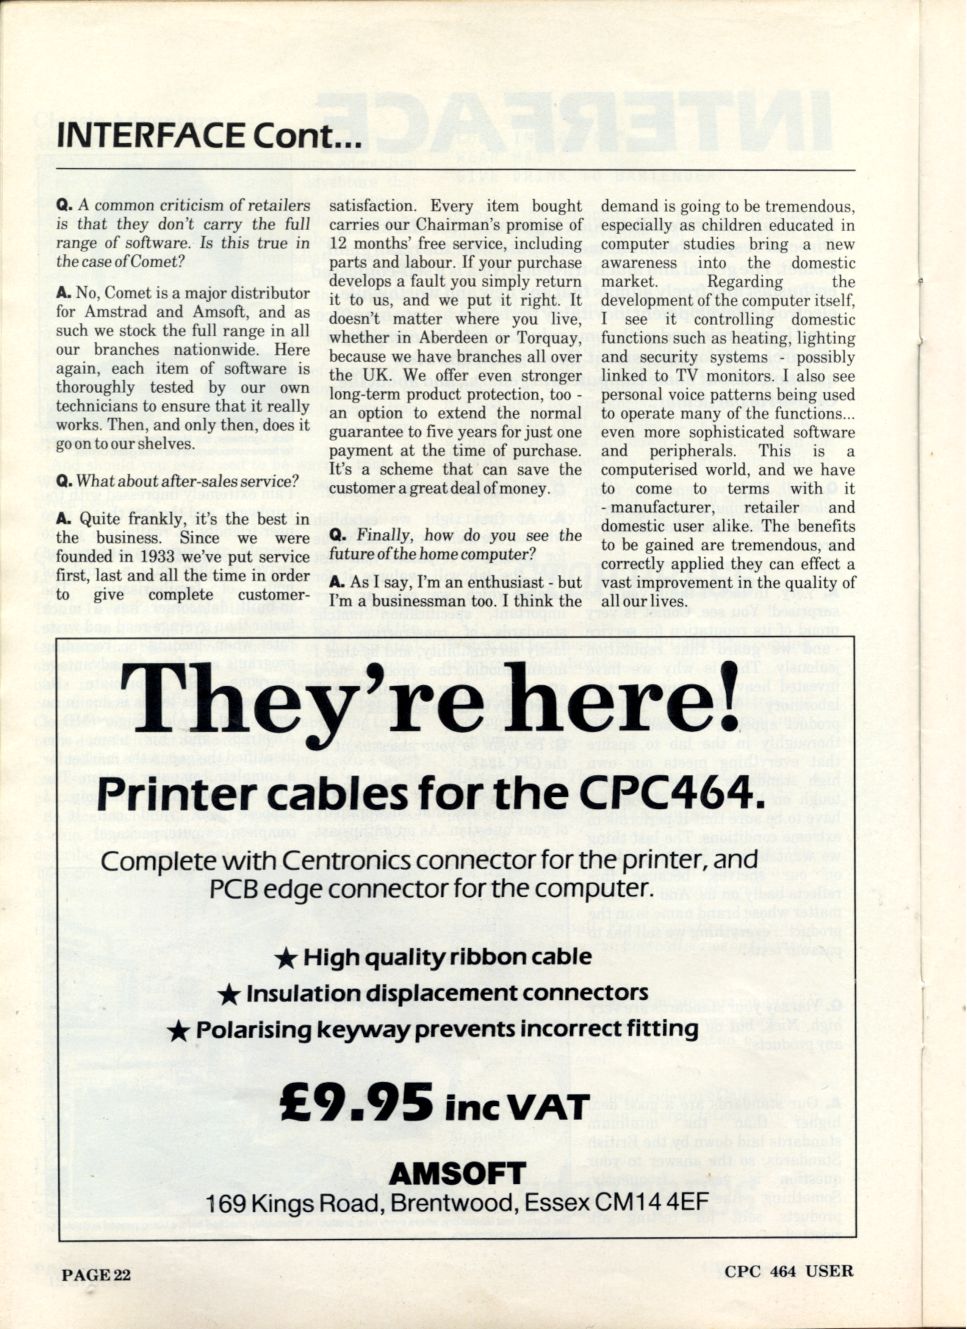 INTERFACE Cont...
Q. A common criticism of retailers
is that they don't carry the full
range of software. Is this true in
the case of Comet?
A. No, Comet is a major distributor
for Amstrad and Amsoft, and as
such we stock the full range in all
our branches nationwide. Here
again, each item of software is
thoroughly tested by our own
technicians to ensure that it really
works. Then, and only then, does it
go on to our shelves.
Q. What about after-sales service?
A. Quite frankly, it's the best in
the business. Since we were
founded in 1933 we've put service
first, last and all the time in order
to give complete customer-
satisfaction. Every item bought
carries our Chairman's promise of
12 months' free service, including
parts and labour. If your purchase
develops a fault you simply return
it to us, and we put it right. It
doesn't matter where you live,
whether in Aberdeen or Torquay,
because we have branches all over
the UK. We offer even stronger
long-term product protection, too -
an option to extend the normal
guarantee to five years for just one
payment at the time of purchase.
It's a scheme that can save the
customer a great deal of money.
Q. Finally, how do you see the
future of the home computer?
A. As I say, I'm an enthusiast - but
I'm a businessman too. I think the
demand is going to be tremendous,
especially as children educated in
computer studies bring a new
awareness into the domestic
market. Regarding the
development of the computer itself,
I see it controlling domestic
functions such as heating, lighting
and security systems - possibly
linked to TV monitors. I also see
personal voice patterns being used
to operate many of the functions...
even more sophisticated software
and peripherals. This is a
computerised world, and we have
to come to terms with it
- manufacturer, retailer and
domestic user alike. The benefits
to be gained are tremendous, and
correctly applied they can effect a
vast improvement in the quality of
all our lives.
They're here!
Printer cables for the CPC464.
Complete with Centronics connector for the printer, and
PCB edge connector for the computer.
★ High quality ribbon cable
★ Insulation displacement connectors
★ Polarising keyway prevents incorrect fitting
£9.95 inc VAT
AMSOFT
169 Kings Road, Brentwood, Essex CM14 4EF
PAGE 22
CPC 464 USER